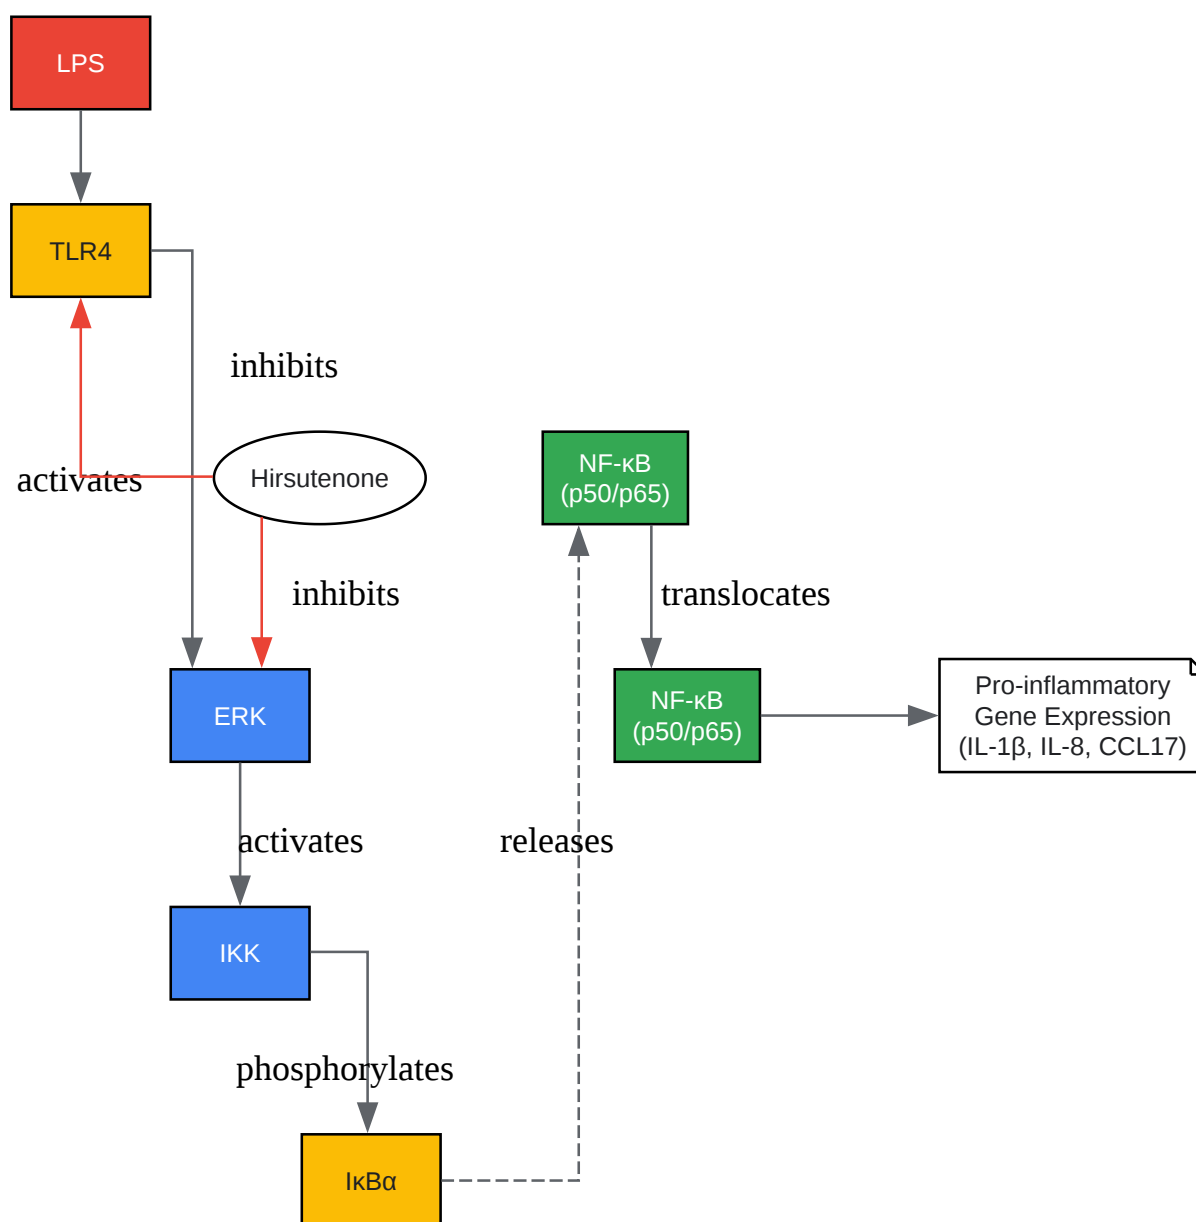 LPS
TLR4
inhibits
activates
Hirsutenone
NF-κB
(p50/p65)
inhibits
translocates
ERK
NF-κB
(p50/p65)
Pro-inflammatory
Gene Expression
(IL-1β, IL-8, CCL17)
activates
releases
IKK
phosphorylates
IκBα